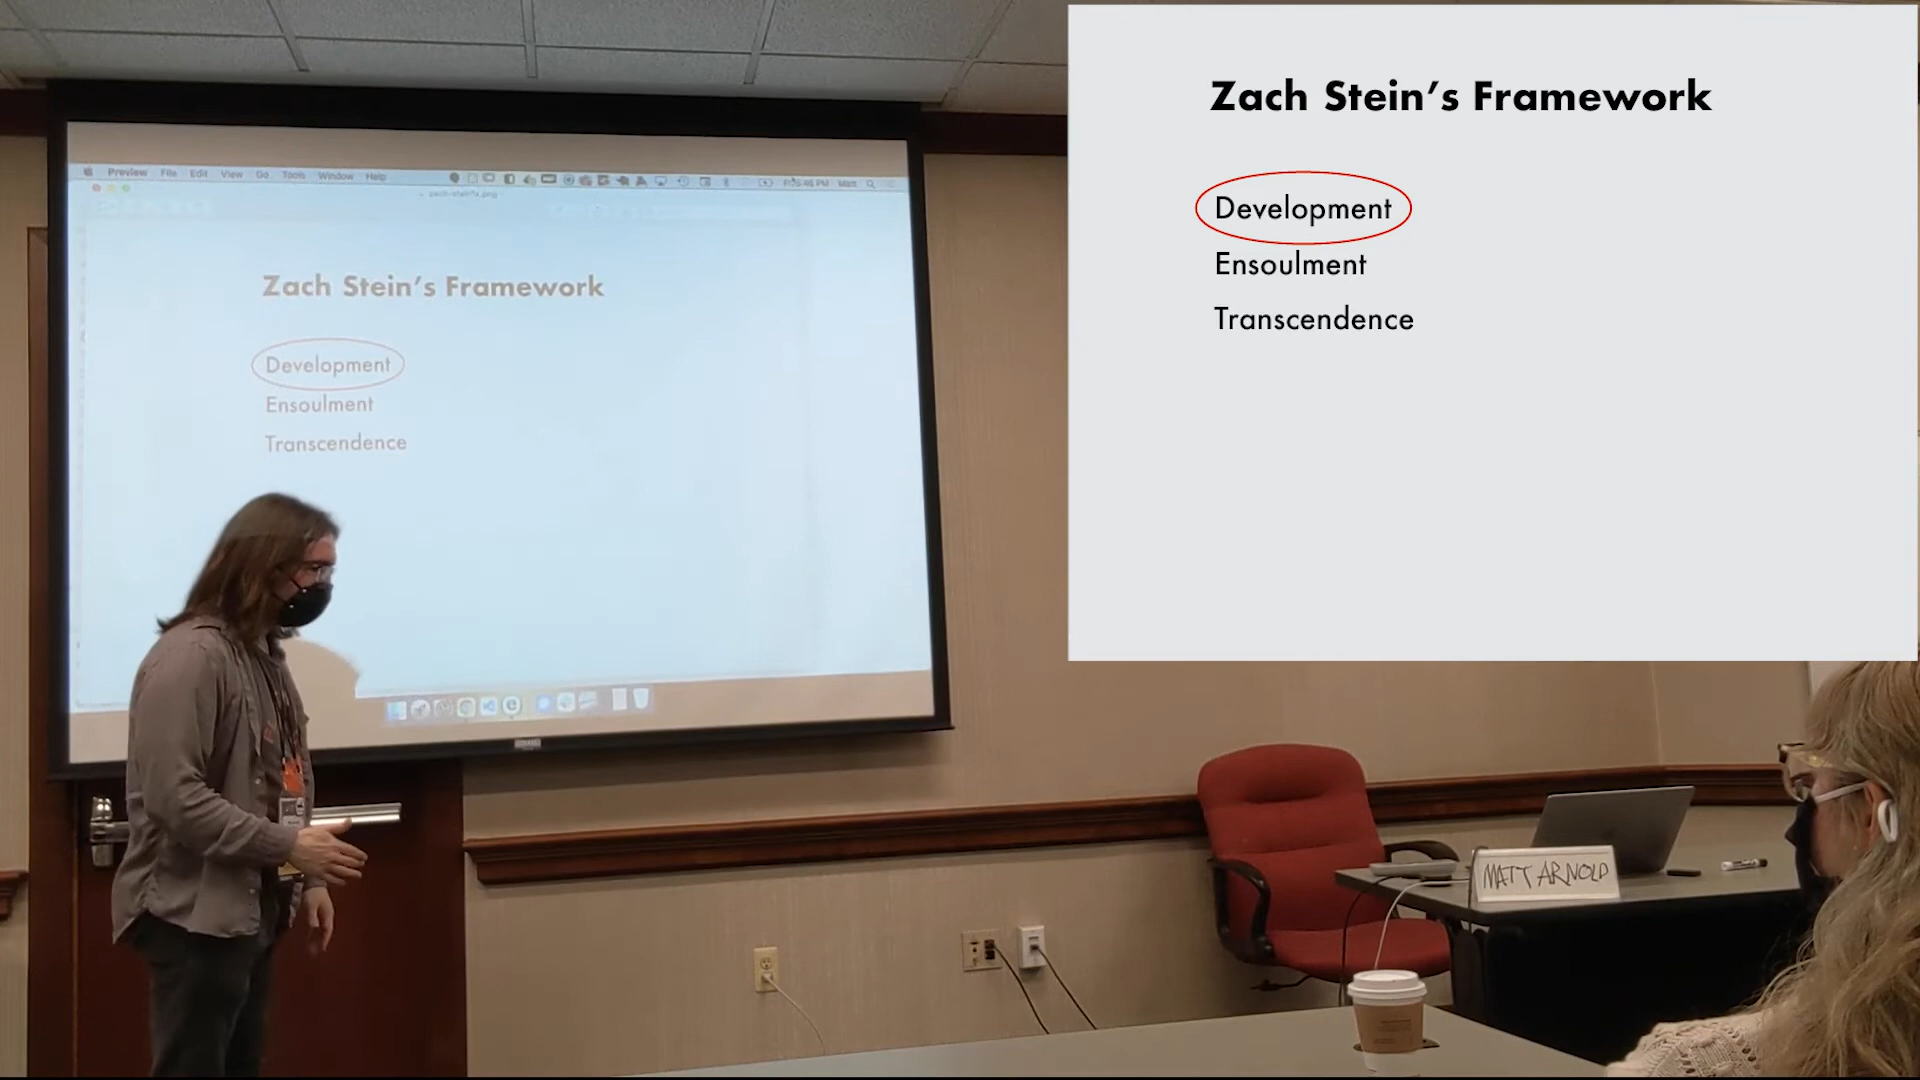 Preview File Edit View Go Tools Window Help
Matt
Zach Stein's Framework
Development
Ensoulment
Transcendence
Zach Stein's Framework
Development
Ensoulment
Transcendence
MATT ARNOLD